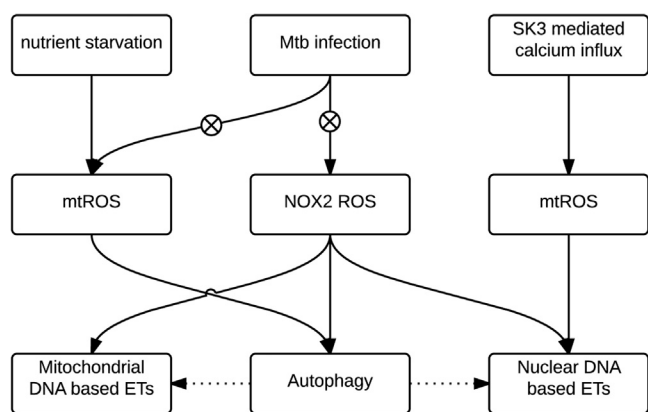 nutrient starvation
Mtb infection
SK3 mediated
calcium influx
mtROS
NOX2 ROS
mtROS
Mitochondrial
DNA based ETs
Autophagy
Nuclear DNA
based ETs